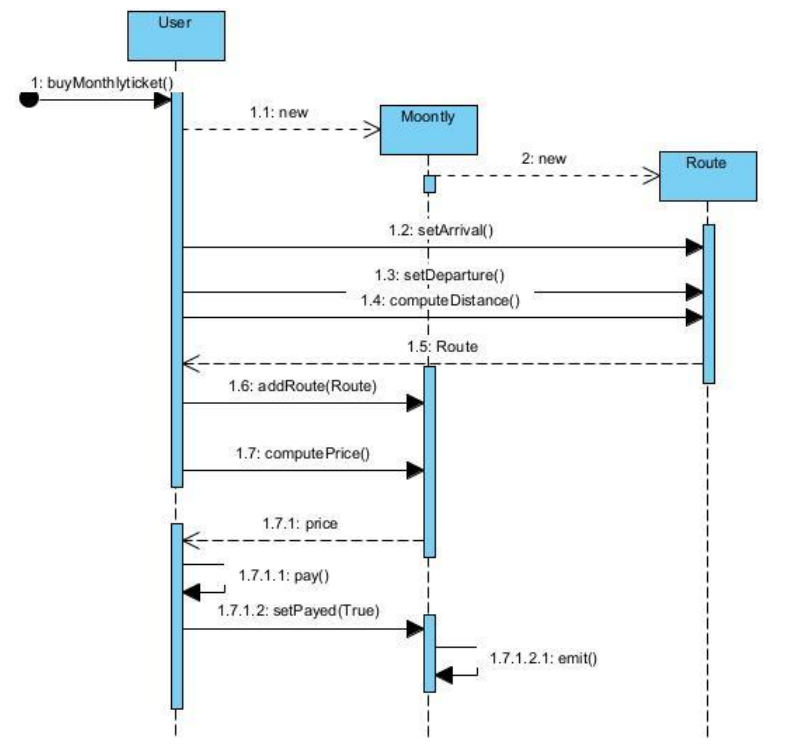 User
1: buyMonthlyticket()
1.1: new
Moontly
2: new
Route
1.2: setArrival()
1.3: setDeparture()
1.4: computeDistance()
1.5: Route
1.6: addRoute(Route)
1.7: computePrice()
1.7.1: price
1.7.1.1: pay()
1.7.1.2: setPayed(True)
1.7.1.2.1: emit()